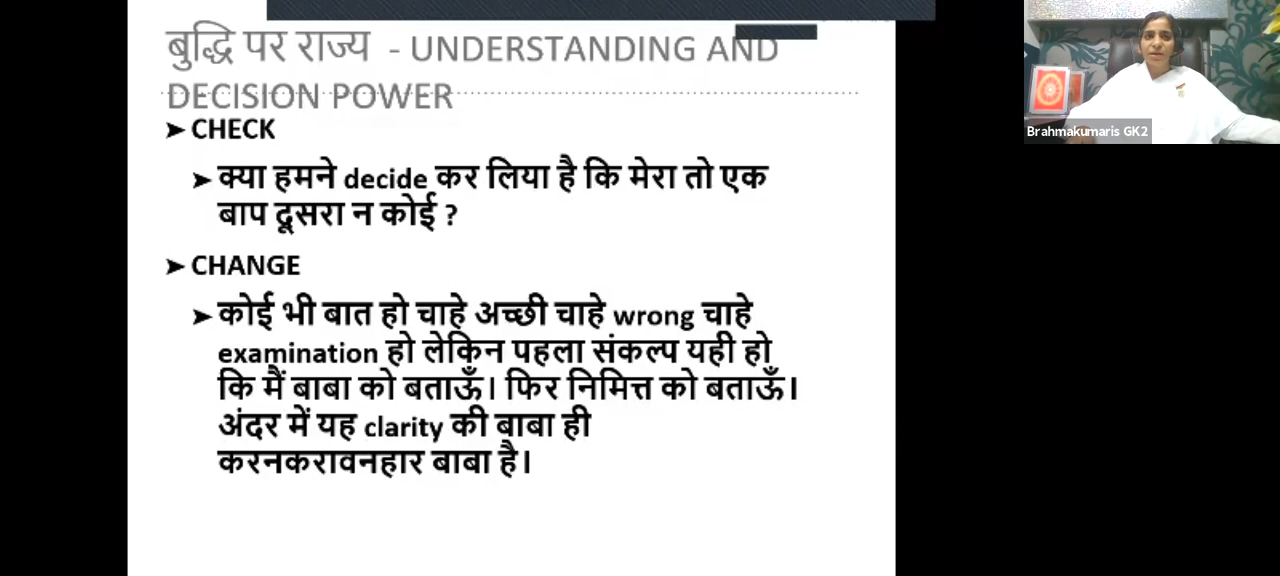 बुद्धि पर राज्य - UNDERSTANDING AND
DECISION POWER
➤ CHECK
➤ क्या हमने decide कर लिया है कि मेरा तो एक
बाप दूसरा न कोई ?
➤ CHANGE
➤ कोई भी बात हो चाहे अच्छी चाहे wrong चाहे
examination हो लेकिन पहला संकल्प यही हो
कि मैं बाबा को बताऊँ। फिर निमित्त को बताऊँ।
अंदर में यह clarity की बाबा ही
करनकरावनहार बाबा है।
Brahmakumaris GK2